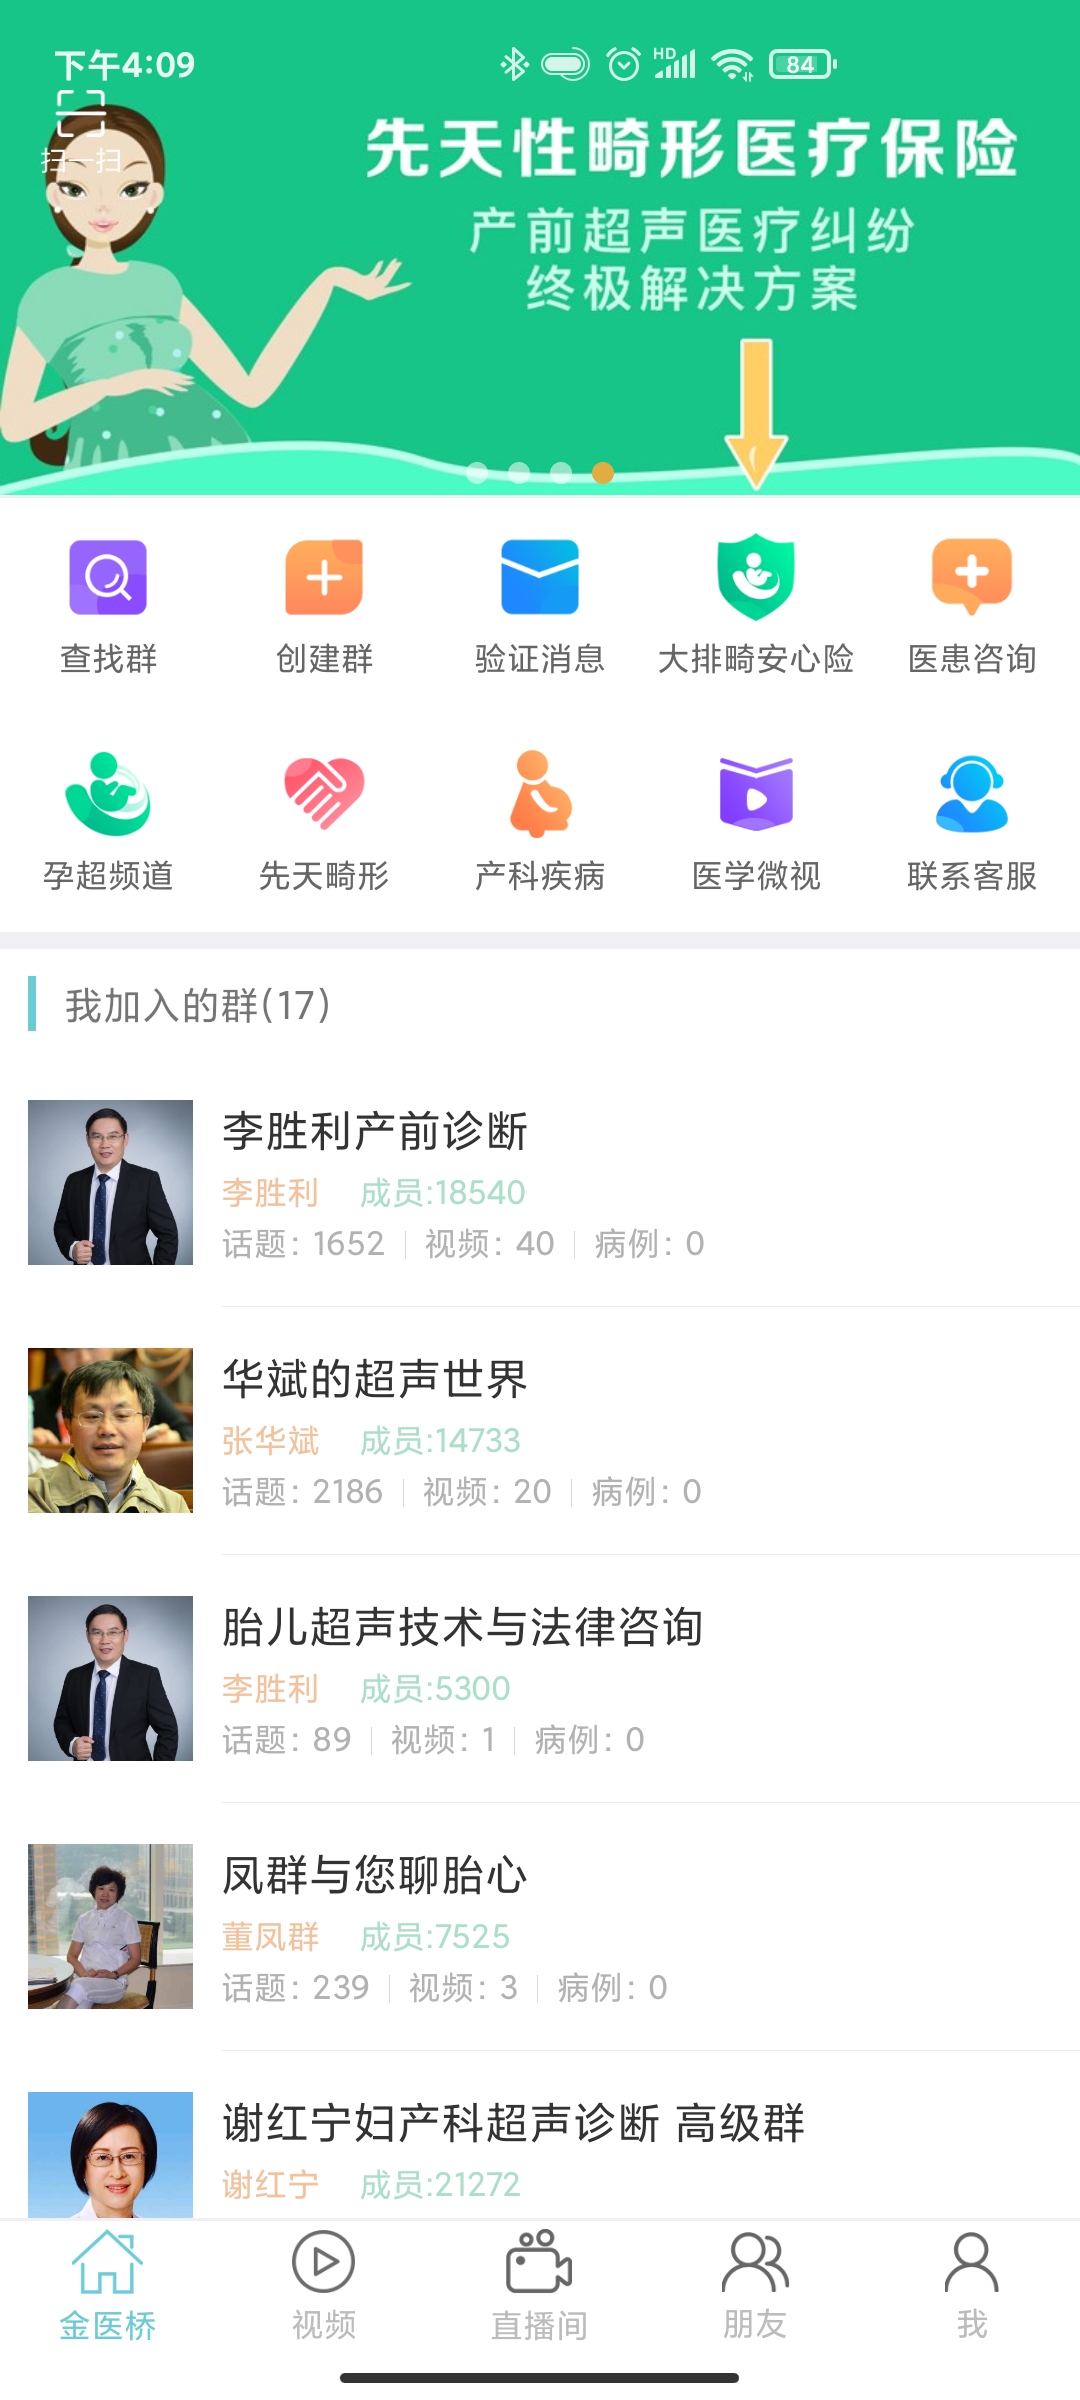 下午4:09
HD
84
扫一扫
先天性畸形医疗保险
产前超声医疗纠纷
终极解决方案
查找群
创建群
验证消息
大排畸安心险
医患咨询
孕超频道
先天畸形
产科疾病
医学微视
联系客服
我加入的群(17)
李胜利产前诊断
李胜利 成员:18540
话题: 1652 视频: 40 病例: 0
华斌的超声世界
张华斌 成员:14733
话题: 2186 视频: 20 病例: 0
胎儿超声技术与法律咨询
李胜利 成员:5300
话题: 89 视频: 1 病例: 0
凤群与您聊胎心
董凤群 成员:7525
话题: 239 视频: 3 病例: 0
谢红宁妇产科超声诊断 高级群
谢红宁 成员:21272
金医桥
视频
直播间
朋友
我